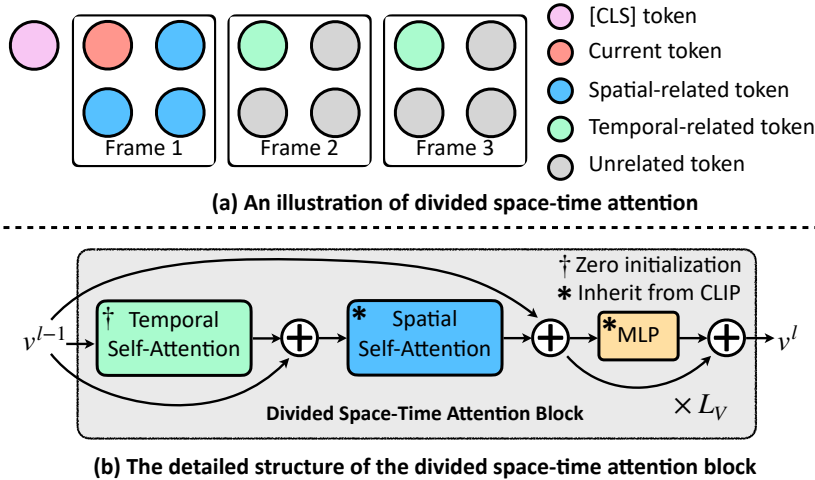 [CLS] token
Current token
Spatial-related token
Temporal-related token
Unrelated token
Frame 1
Frame 2
Frame 3
(a) An illustration of divided space-time attention
† Zero initialization
* Inherit from CLIP
v^{l-1}
† Temporal
Self-Attention
* Spatial
Self-Attention
*MLP
v^l
Divided Space-Time Attention Block
× L_V
(b) The detailed structure of the divided space-time attention block